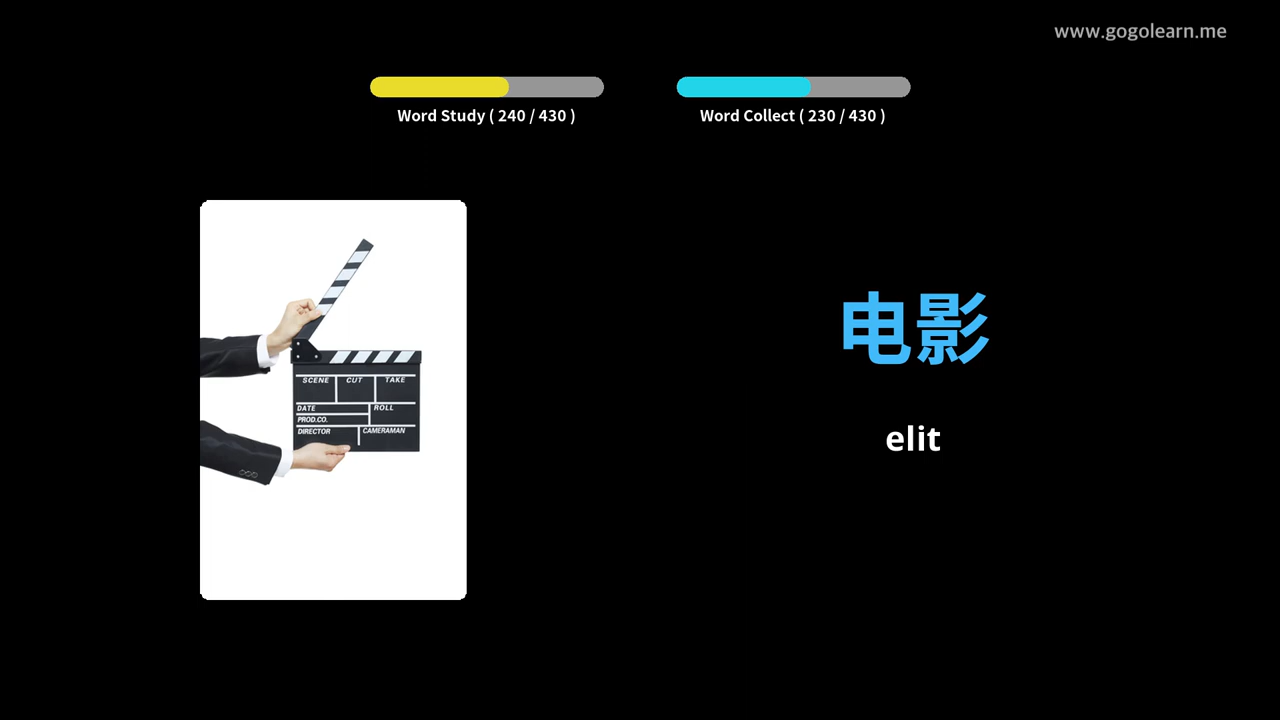 www.gogolearn.me
Word Study ( 240 / 430 )
Word Collect ( 230 / 430 )
SCENE CUT TAKE
DATE ROLL
PROD.CO.
DIRECTOR CAMERAMAN
电影
elit